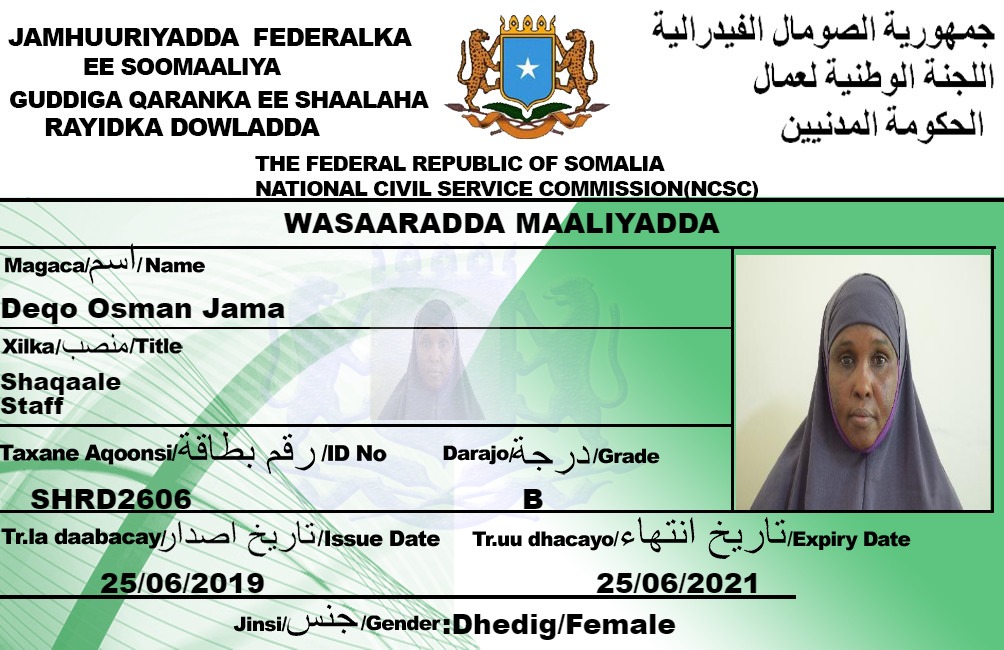 JAMHUURIYADDA FEDERALKA
EE SOOMAALIYA
GUDDIGA QARANKA EE SHAALAHA
RAYIDKA DOWLADDA
جمهورية الصومال الفيدرالية
اللجنة الوطنية لعمال
الحكومة المدنيين
THE FEDERAL REPUBLIC OF SOMALIA
NATIONAL CIVIL SERVICE COMMISSION(NCSC)
WASAARADDA MAALIYADDA
Magaca/اسم/Name
Deqo Osman Jama
Xilka/منصب/Title
Shaqaale
Staff
Taxane Aqoonsi/رقم بطاقة/ID No Darajo/درجة/Grade
SHRD2606 B
Tr.la daabacay/تاريخ اصدار/Issue Date Tr.uu dhacayo/تاريخ انتهاء/Expiry Date
25/06/2019 25/06/2021
Jinsi/جنس/Gender:Dhedig/Female